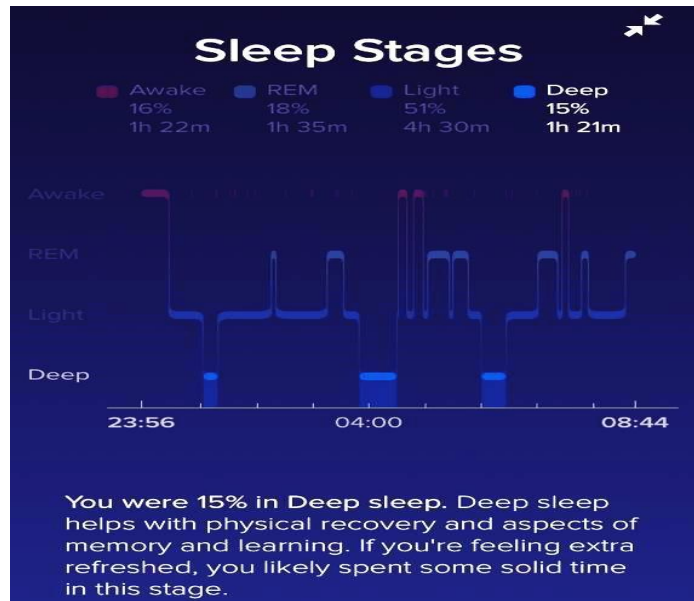 Sleep Stages
Awake REM Light Deep
16% 18% 51% 15%
1h 22m 1h 35m 4h 30m 1h 21m
Awake
REM
Light
Deep
23:56 04:00 08:44
You were 15% in Deep sleep. Deep sleep
helps with physical recovery and aspects of
memory and learning. If you're feeling extra
refreshed, you likely spent some solid time
in this stage.